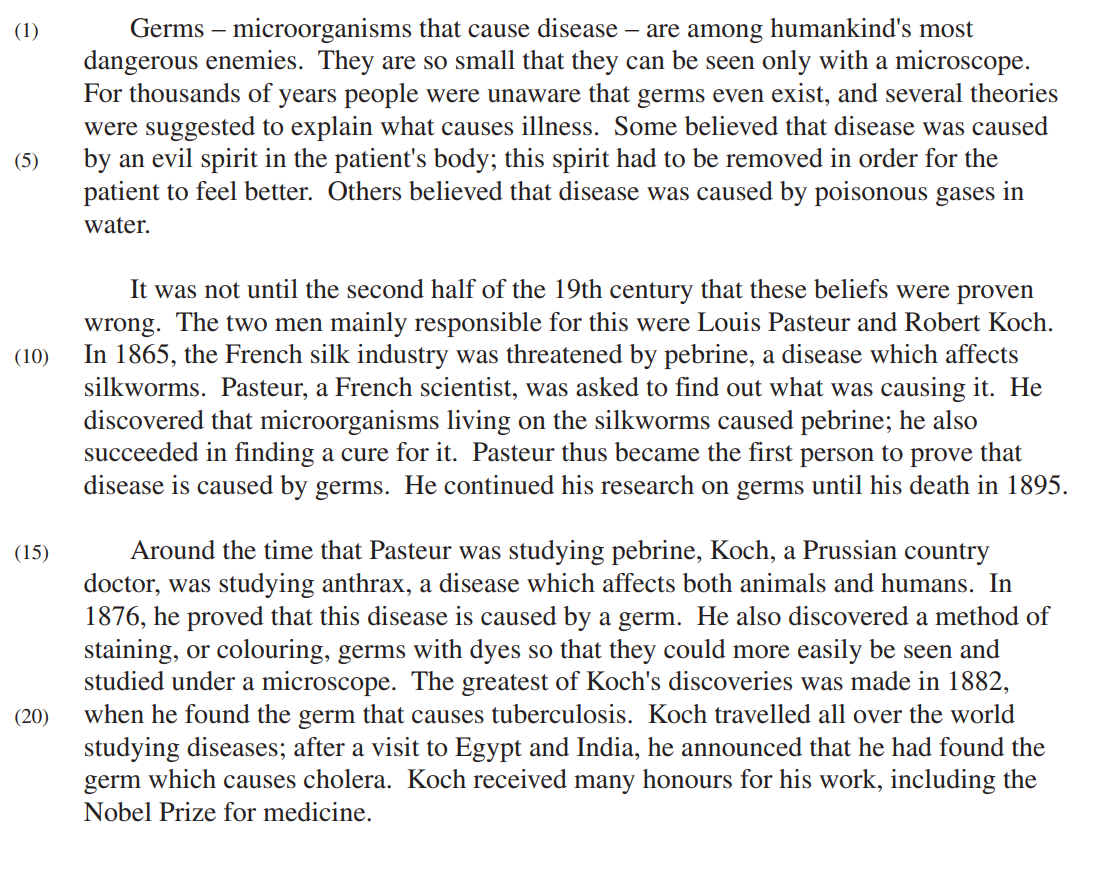 (1) Germs – microorganisms that cause disease – are among humankind's most
dangerous enemies. They are so small that they can be seen only with a microscope.
For thousands of years people were unaware that germs even exist, and several theories
were suggested to explain what causes illness. Some believed that disease was caused
(5) by an evil spirit in the patient's body; this spirit had to be removed in order for the
patient to feel better. Others believed that disease was caused by poisonous gases in
water.
It was not until the second half of the 19th century that these beliefs were proven
wrong. The two men mainly responsible for this were Louis Pasteur and Robert Koch.
(10) In 1865, the French silk industry was threatened by pebrine, a disease which affects
silkworms. Pasteur, a French scientist, was asked to find out what was causing it. He
discovered that microorganisms living on the silkworms caused pebrine; he also
succeeded in finding a cure for it. Pasteur thus became the first person to prove that
disease is caused by germs. He continued his research on germs until his death in 1895.
(15) Around the time that Pasteur was studying pebrine, Koch, a Prussian country
doctor, was studying anthrax, a disease which affects both animals and humans. In
1876, he proved that this disease is caused by a germ. He also discovered a method of
staining, or colouring, germs with dyes so that they could more easily be seen and
studied under a microscope. The greatest of Koch's discoveries was made in 1882,
(20) when he found the germ that causes tuberculosis. Koch travelled all over the world
studying diseases; after a visit to Egypt and India, he announced that he had found the
germ which causes cholera. Koch received many honours for his work, including the
Nobel Prize for medicine.